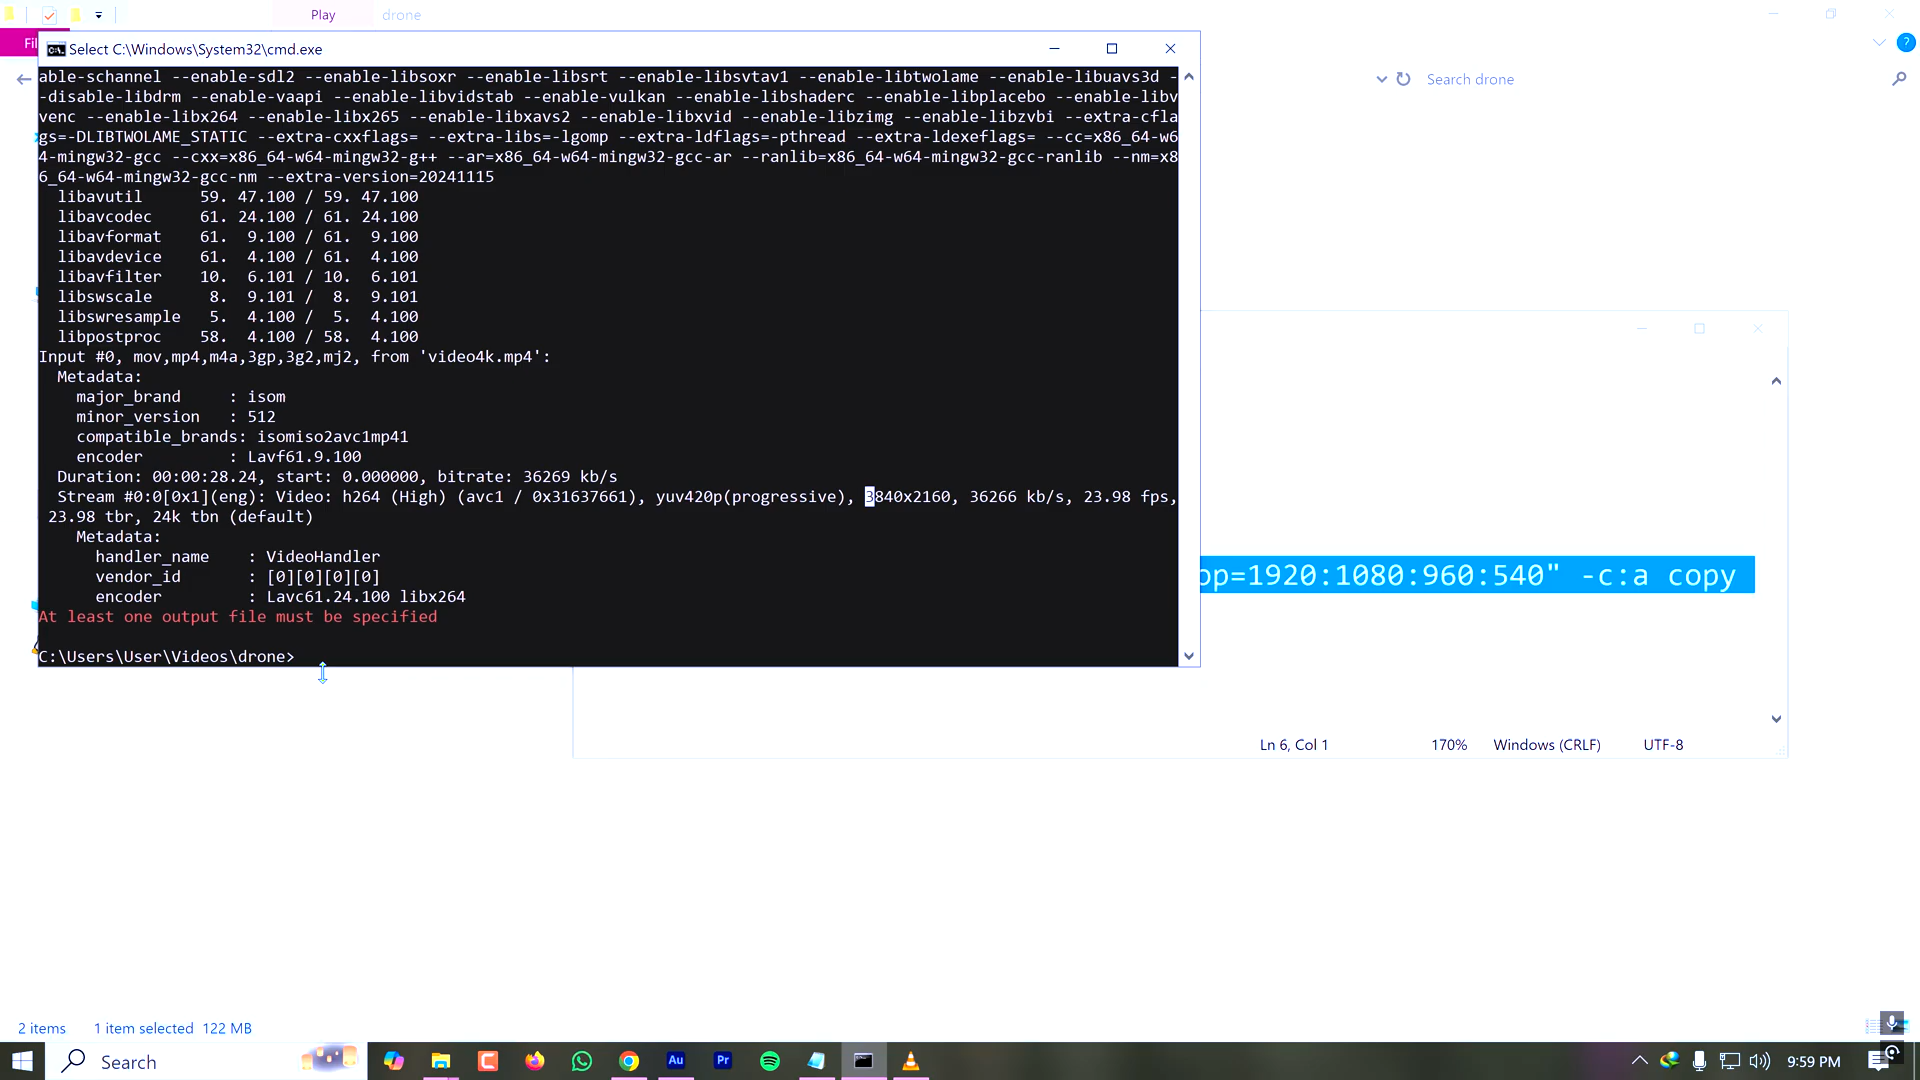 Play
drone
Fil
Select C:\Windows\System32\cmd.exe
Search drone
able-schannel --enable-sdl2 --enable-libsoxr --enable-libsrt --enable-libsvtav1 --enable-libtwolame --enable-libuavs3d -
-disable-libdrm --enable-vaapi --enable-libvidstab --enable-vulkan --enable-libshaderc --enable-libplacebo --enable-libv
venc --enable-libx264 --enable-libx265 --enable-libxavs2 --enable-libxvid --enable-libzimg --enable-libzvbi --extra-cfla
gs=-DLIBTWOLAME_STATIC --extra-cxxflags= --extra-libs=-lgomp --extra-ldflags=-pthread --extra-ldexeflags= --cc=x86_64-w6
4-mingw32-gcc --cxx=x86_64-w64-mingw32-g++ --ar=x86_64-w64-mingw32-gcc-ar --ranlib=x86_64-w64-mingw32-gcc-ranlib --nm=x8
6_64-w64-mingw32-gcc-nm --extra-version=20241115
libavutil 59. 47.100 / 59. 47.100
libavcodec 61. 24.100 / 61. 24.100
libavformat 61. 9.100 / 61. 9.100
libavdevice 61. 4.100 / 61. 4.100
libavfilter 10. 6.101 / 10. 6.101
libswscale 8. 9.101 / 8. 9.101
libswresample 5. 4.100 / 5. 4.100
libpostproc 58. 4.100 / 58. 4.100
Input #0, mov,mp4,m4a,3gp,3g2,mj2, from 'video4k.mp4':
Metadata:
major_brand : isom
minor_version : 512
compatible_brands: isomiso2avc1mp41
encoder : Lavf61.9.100
Duration: 00:00:28.24, start: 0.000000, bitrate: 36269 kb/s
Stream #0:0[0x1](eng): Video: h264 (High) (avc1 / 0x31637661), yuv420p(progressive), 3840x2160, 36266 kb/s, 23.98 fps,
23.98 tbr, 24k tbn (default)
Metadata:
handler_name : VideoHandler
vendor_id : [0][0][0][0]
encoder : Lavc61.24.100 libx264
At least one output file must be specified
C:\Users\User\Videos\drone>
op=1920:1080:960:540" -c:a copy
Ln 6, Col 1
170%
Windows (CRLF)
UTF-8
2 items
1 item selected 122 MB
Search
Au
Pr
9:59 PM